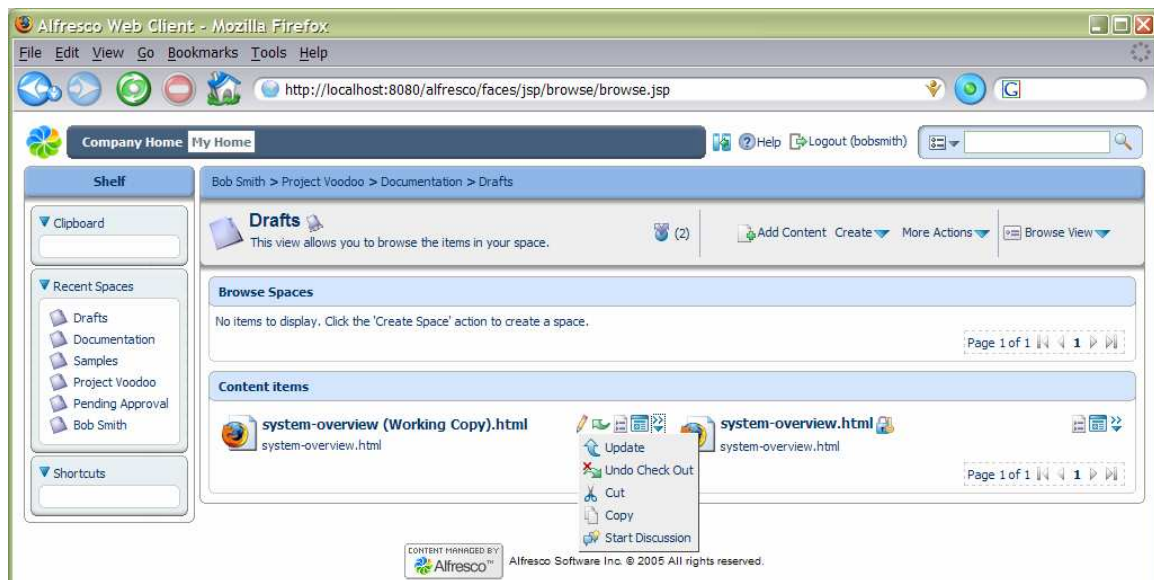 Alfresco Web Client - Mozilla Firefox
File Edit View Go Bookmarks Tools Help
http://localhost:8080/alfresco/faces/jsp/browse/browse.jsp
G
Company Home My Home
Help Logout (bobsmith)
Shelf
Bob Smith > Project Voodoo > Documentation > Drafts
Clipboard
Drafts
This view allows you to browse the items in your space.
(2)
Add Content Create More Actions Browse View
Recent Spaces
Drafts
Documentation
Samples
Project Voodoo
Pending Approval
Bob Smith
Shortcuts
Browse Spaces
No items to display. Click the 'Create Space' action to create a space.
Page 1 of 1 1
Content items
system-overview (Working Copy).html
system-overview.html
Update
Undo Check Out
Cut
Copy
Start Discussion
system-overview.html
system-overview.html
Page 1 of 1 1
CONTENT MANAGED BY
Alfresco™
Alfresco Software Inc. © 2005 All rights reserved.